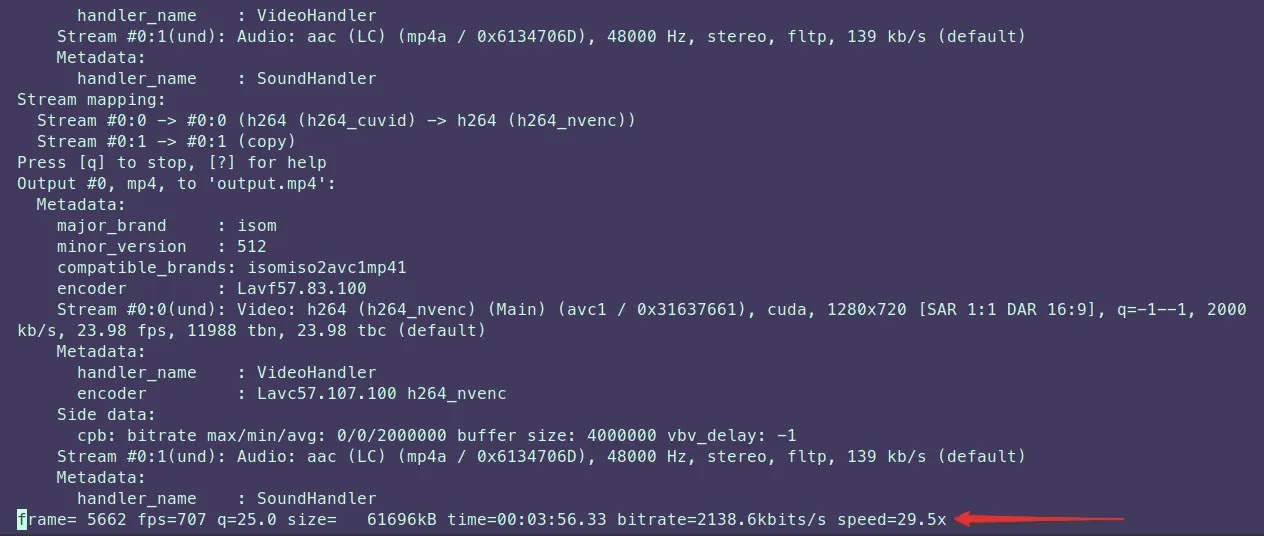 handler_name    : VideoHandler
Stream #0:1(und): Audio: aac (LC) (mp4a / 0x6134706D), 48000 Hz, stereo, fltp, 139 kb/s (default)
Metadata:
handler_name    : SoundHandler
Stream mapping:
Stream #0:0 -> #0:0 (h264 (h264_cuvid) -> h264 (h264_nvenc))
Stream #0:1 -> #0:1 (copy)
Press [q] to stop, [?] for help
Output #0, mp4, to 'output.mp4':
Metadata:
major_brand     : isom
minor_version   : 512
compatible_brands: isomiso2avc1mp41
encoder         : Lavf57.83.100
Stream #0:0(und): Video: h264 (h264_nvenc) (Main) (avc1 / 0x31637661), cuda, 1280x720 [SAR 1:1 DAR 16:9], q=-1--1, 2000
kb/s, 23.98 fps, 11988 tbn, 23.98 tbc (default)
Metadata:
handler_name    : VideoHandler
encoder         : Lavc57.107.100 h264_nvenc
Side data:
cpb: bitrate max/min/avg: 0/0/2000000 buffer size: 4000000 vbv_delay: -1
Stream #0:1(und): Audio: aac (LC) (mp4a / 0x6134706D), 48000 Hz, stereo, fltp, 139 kb/s (default)
Metadata:
handler_name    : SoundHandler
frame= 5662 fps=707 q=25.0 size=   61696kB time=00:03:56.33 bitrate=2138.6kbits/s speed=29.5x